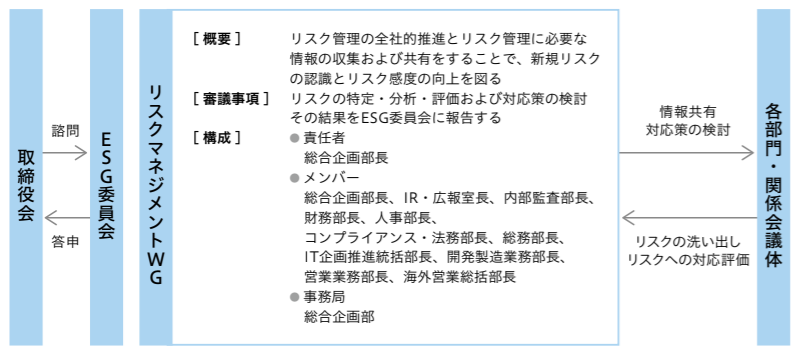 取締役会
諮問
答申
ESG委員会
リスクマネジメントWG
[ 概要 ] リスク管理の全社的推進とリスク管理に必要な
情報の収集および共有をすることで、新規リスク
の認識とリスク感度の向上を図る
[ 審議事項 ] リスクの特定・分析・評価および対応策の検討
その結果をESG委員会に報告する
[ 構成 ] ● 責任者
総合企画部長
● メンバー
総合企画部長、IR・広報室長、内部監査部長、
財務部長、人事部長、
コンプライアンス・法務部長、総務部長、
IT企画推進統括部長、開発製造業務部長、
営業業務部長、海外営業総括部長
● 事務局
総合企画部
情報共有
対応策の検討
リスクの洗い出し
リスクへの対応評価
各部門・関係会議体